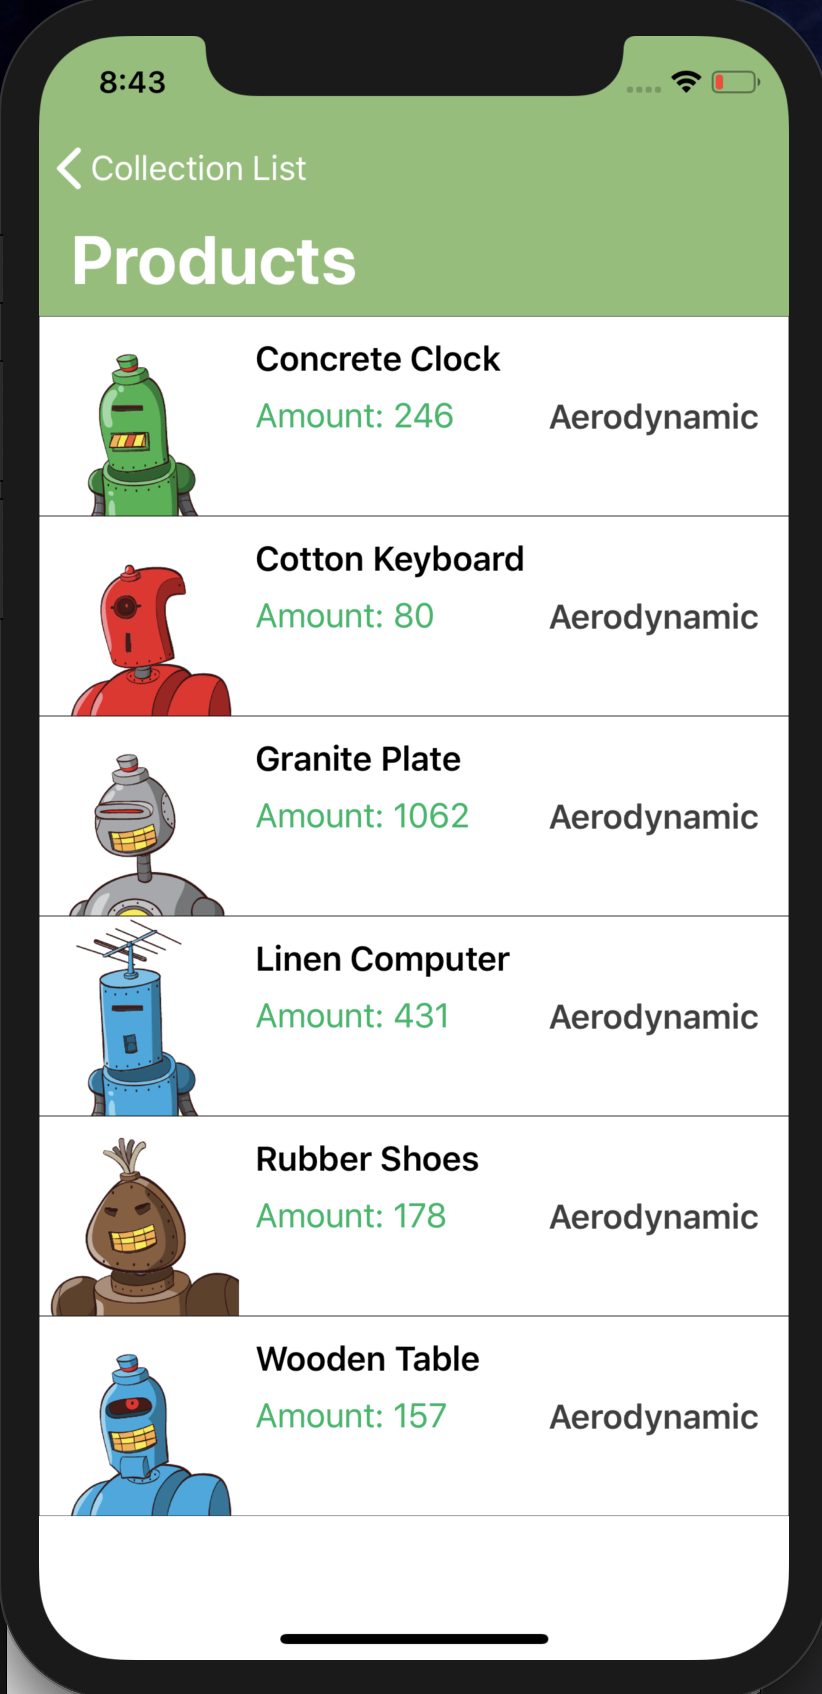 8:43
Collection List
Products
Concrete Clock
Amount: 246 Aerodynamic
Cotton Keyboard
Amount: 80 Aerodynamic
Granite Plate
Amount: 1062 Aerodynamic
Linen Computer
Amount: 431 Aerodynamic
Rubber Shoes
Amount: 178 Aerodynamic
Wooden Table
Amount: 157 Aerodynamic